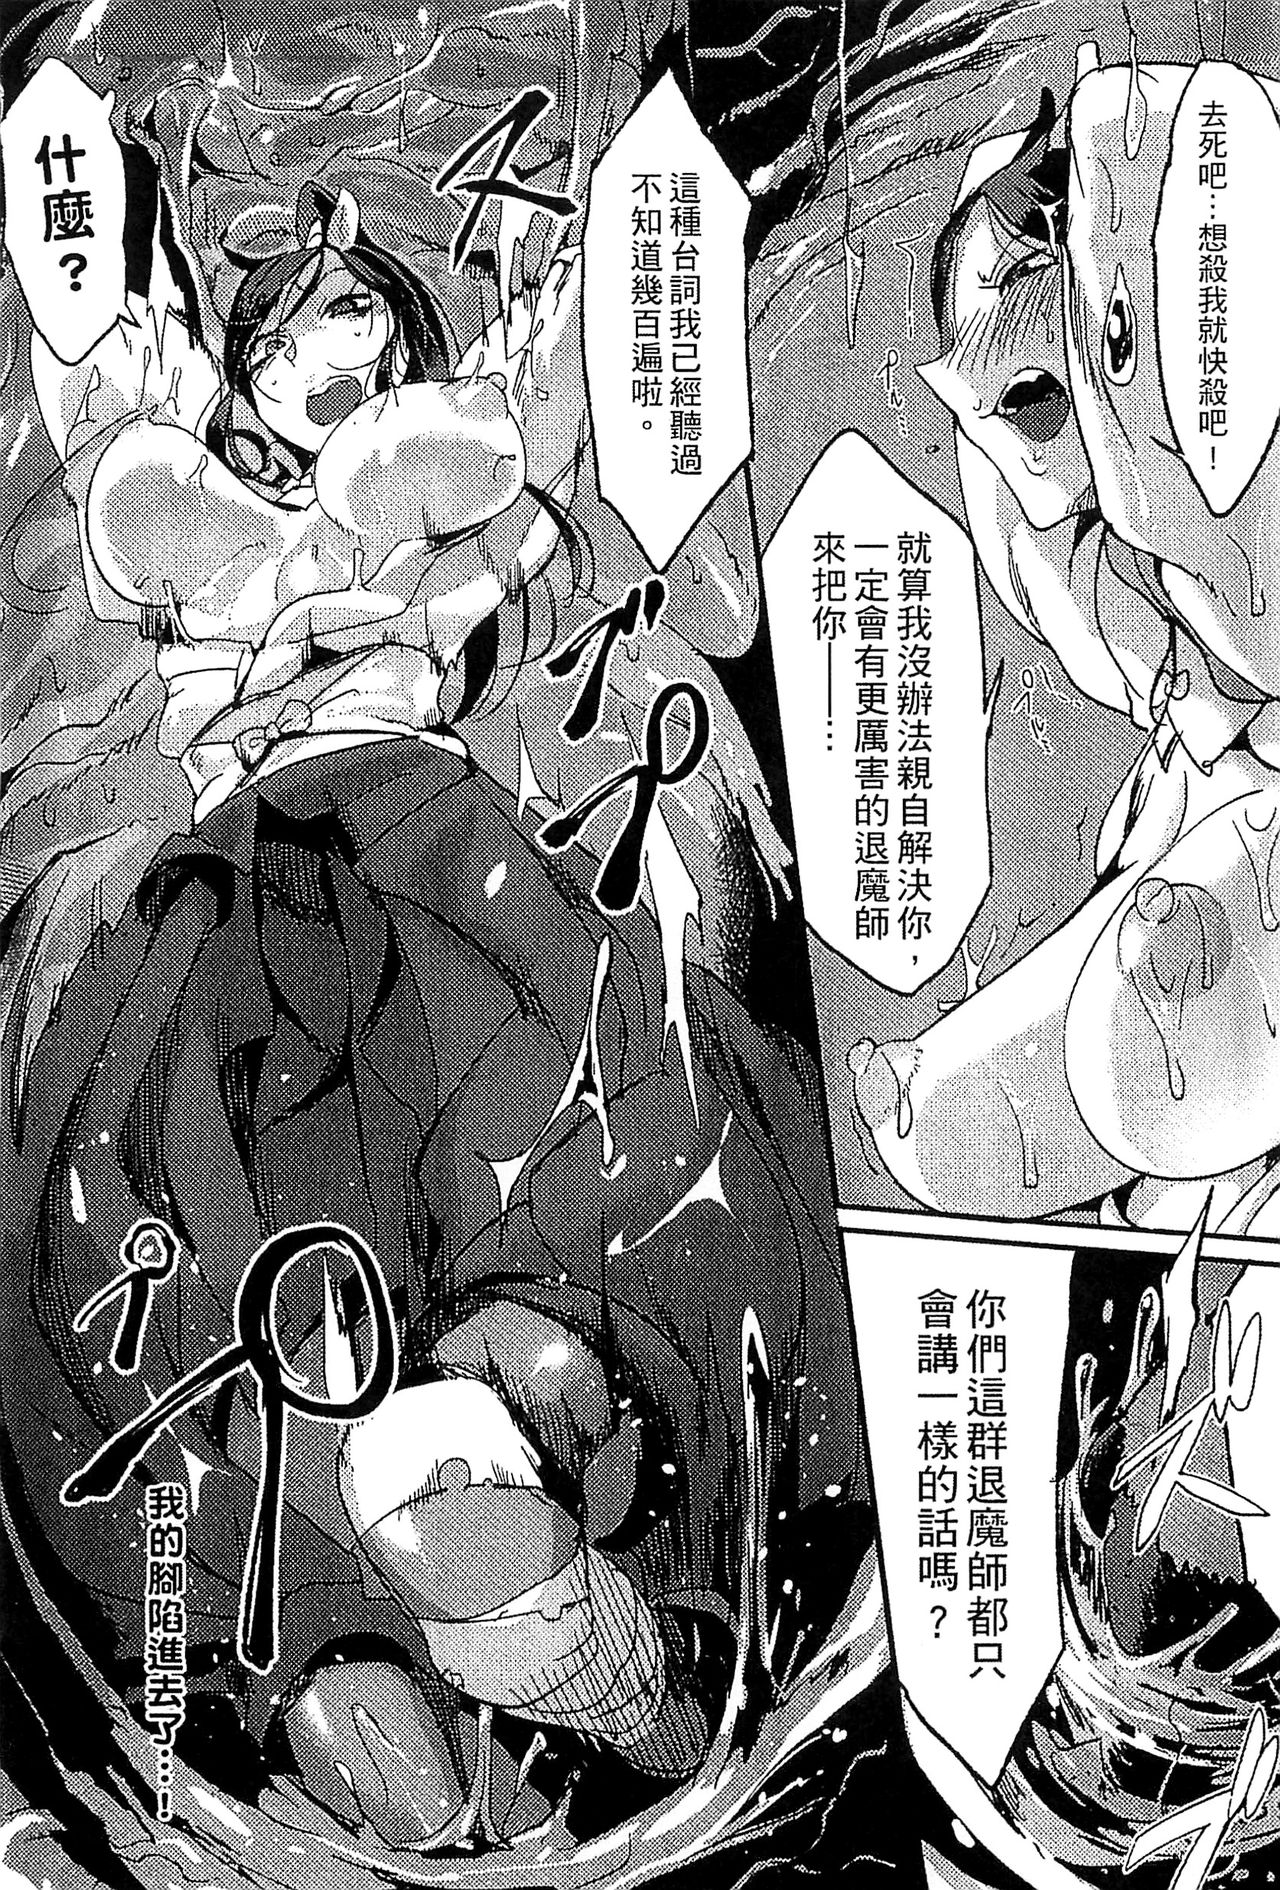 去死吧…想殺我就快殺吧！
就算我沒辦法親自解決你，
一定會有更厲害的退魔師
來把你——…
這種台詞我已經聽過
不知道幾百遍啦。
什麼？
你們這群退魔師都只
會講一樣的話嗎？
我的腳陷進去了…！